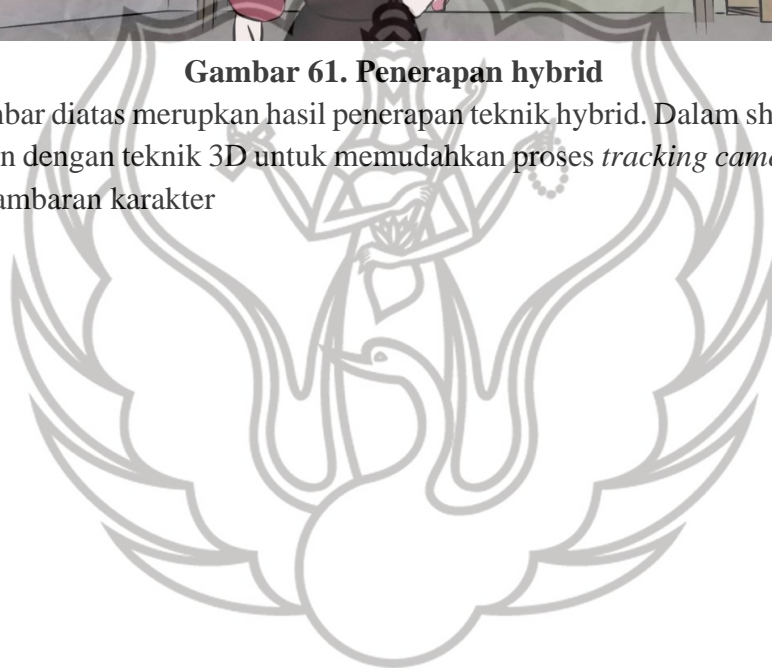 Gambar 61. Penerapan hybrid
bar diatas merupkan hasil penerapan teknik hybrid. Dalam sh
n dengan teknik 3D untuk memudahkan proses tracking came
ambaran karakter